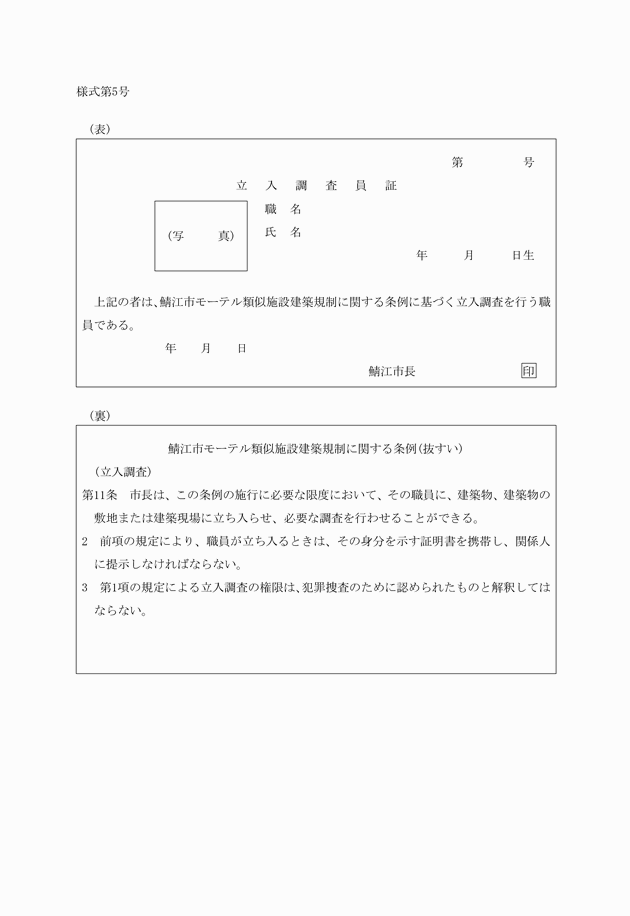 様式第5号
(表)
第　　　　　号
立　入　調　査　員　証
職　名
(写　　　真)
氏　名
年　　　月　　　日生
上記の者は、鯖江市モーテル類似施設建築規制に関する条例に基づく立入調査を行う職
員である。
年　　月　　日
鯖江市長　　　　　　　　　印
(裏)
鯖江市モーテル類似施設建築規制に関する条例(抜すい)
(立入調査)
第11条　市長は、この条例の施行に必要な限度において、その職員に、建築物、建築物の
敷地または建築現場に立ち入らせ、必要な調査を行わせることができる。
2　前項の規定により、職員が立ち入るときは、その身分を示す証明書を携帯し、関係人
に提示しなければならない。
3　第1項の規定による立入調査の権限は、犯罪捜査のために認められたものと解釈しては
ならない。